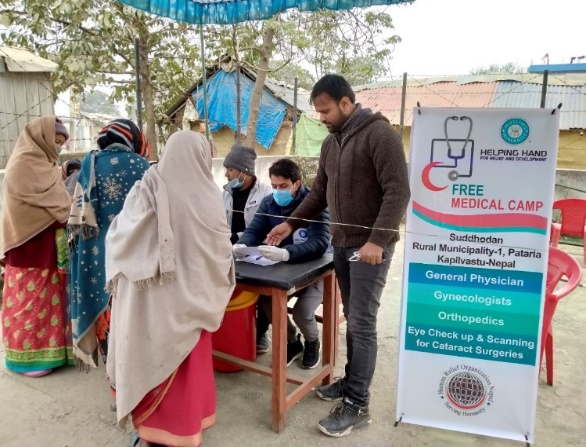 HELPING HAND
FOR RELIEF AND DEVELOPMENT
FREE
MEDICAL CAMP
Suddhodan
Rural Municipality-1, Pataria
Kapilvastu-Nepal
General Physician
Gynecologists
Orthopedics
Eye Check up & Scanning
for Cataract Surgeries
Human Relief Organization Nepal
Serving Humanity